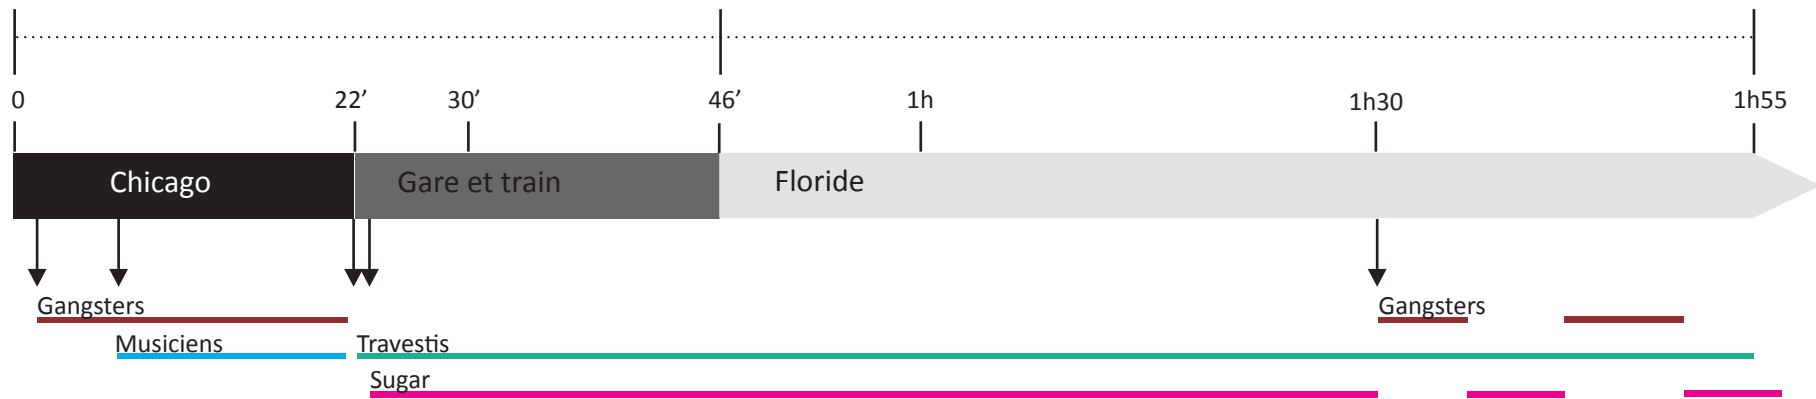 0 22’ 30’ 46’ 1h 1h30 1h55
Chicago Gare et train Floride
Gangsters Gangsters
Musiciens Travestis
Sugar